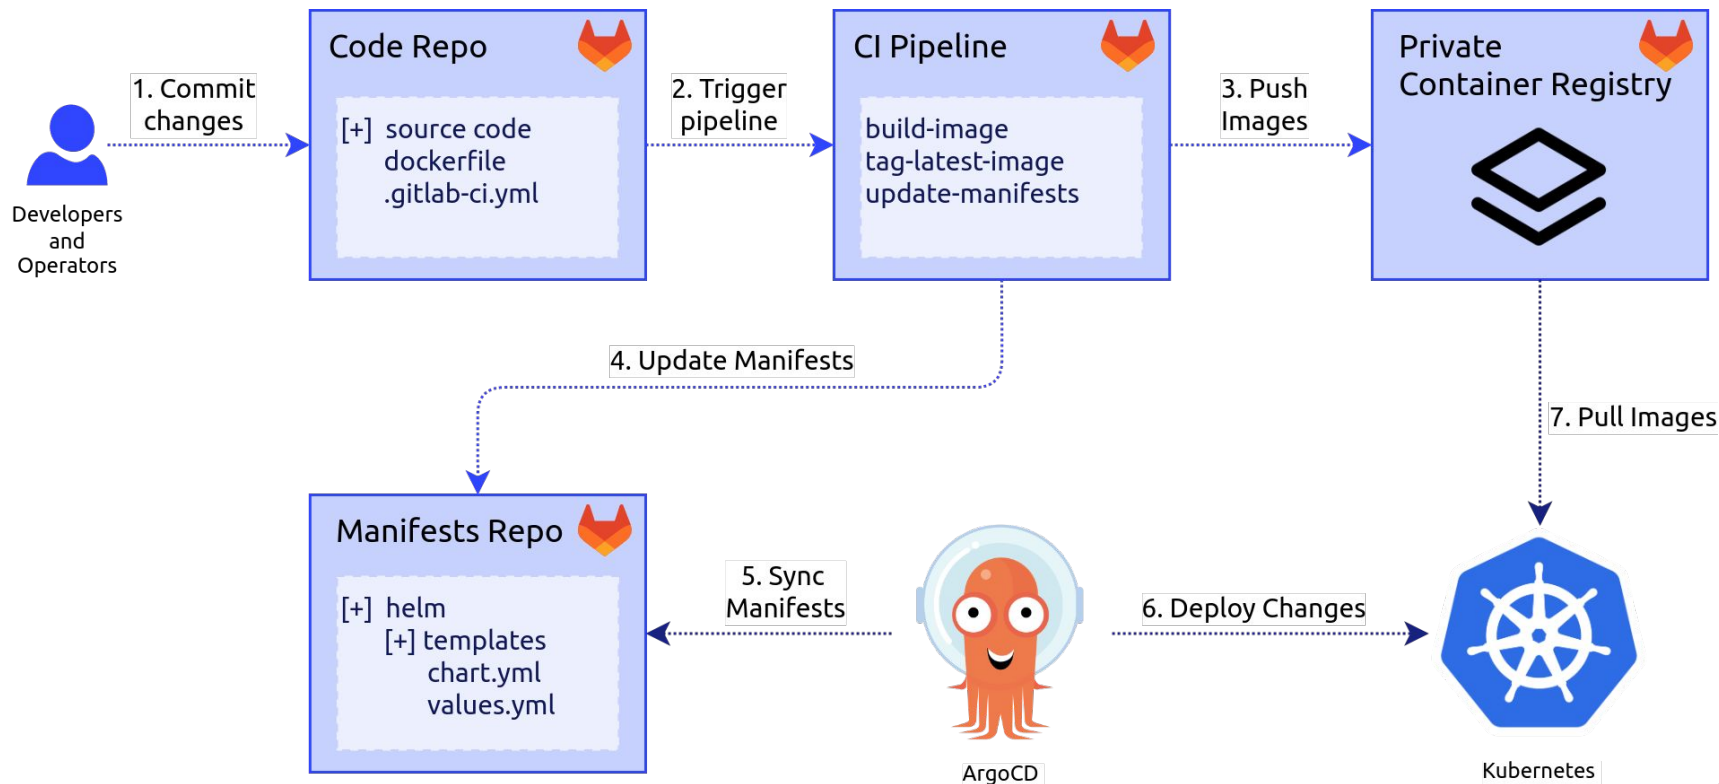 Code Repo
CI Pipeline
Private
Container Registry
1. Commit
changes
2. Trigger
pipeline
3. Push
Images
[+] source code
dockerfile
.gitlab-ci.yml
build-image
tag-latest-image
update-manifests
Developers
and
Operators
4. Update Manifests
7. Pull Images
Manifests Repo
[+] helm
[+] templates
chart.yml
values.yml
5. Sync
Manifests
6. Deploy Changes
ArgoCD
Kubernetes